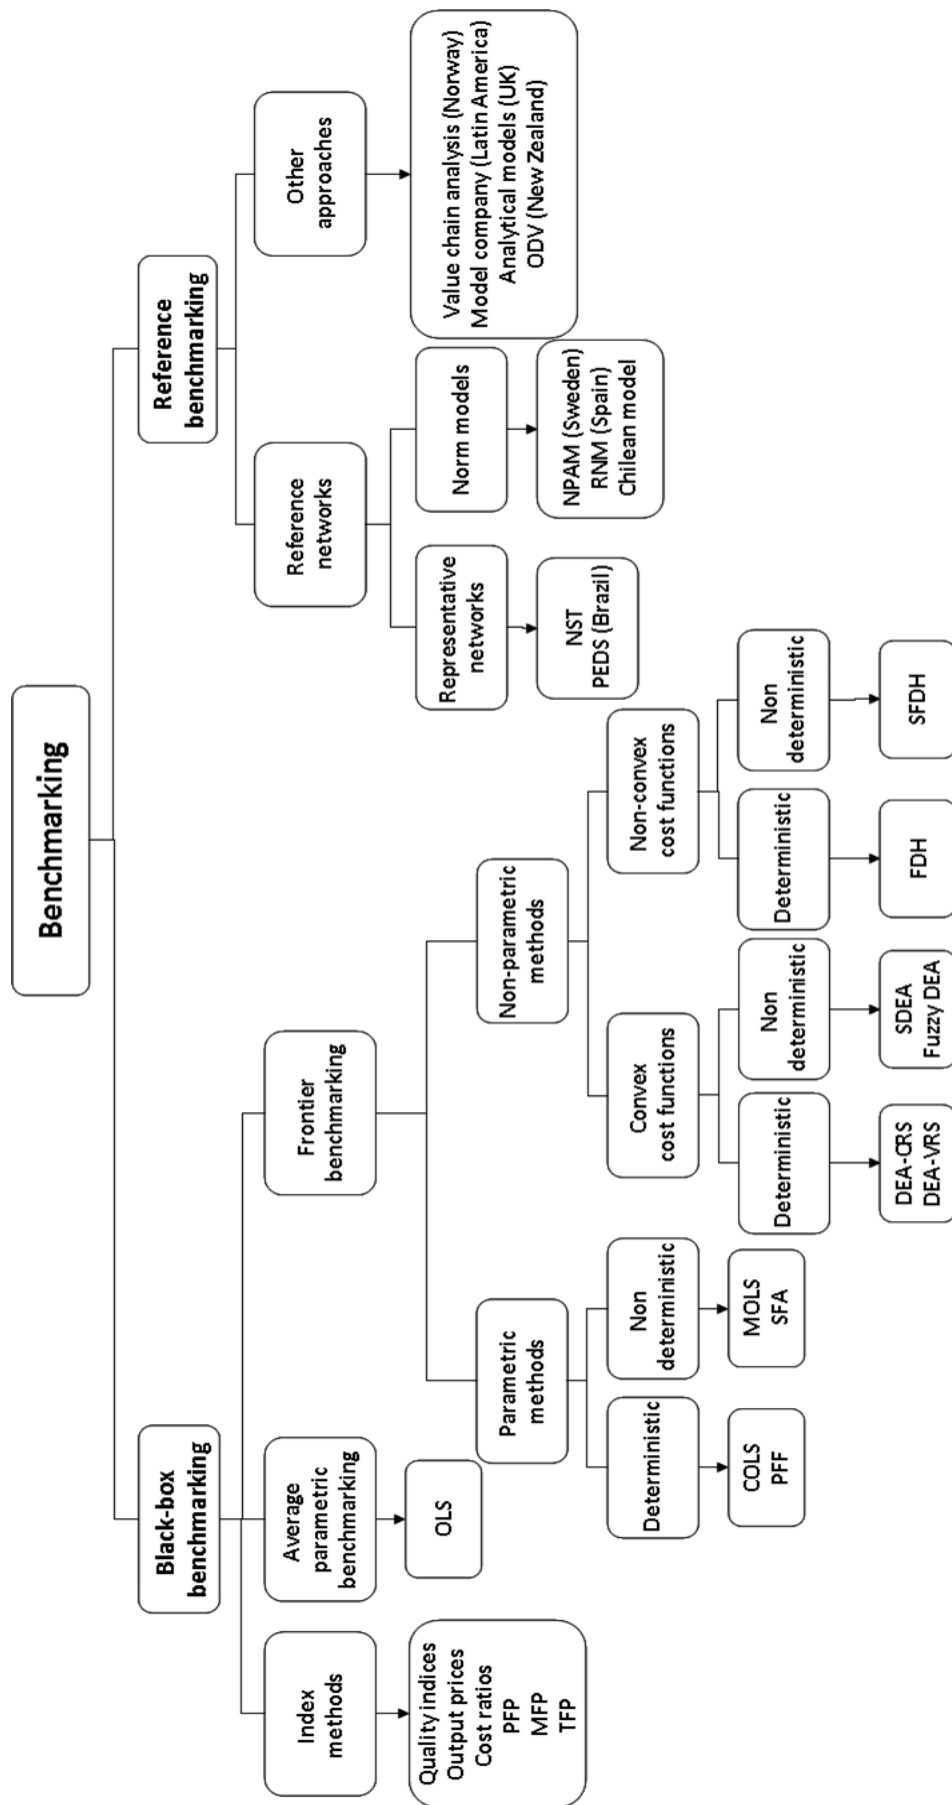 Benchmarking
Black-box
benchmarking
Reference
benchmarking
Index
methods
Average
parametric
benchmarking
Frontier
benchmarking
Reference
networks
Other
approaches
Quality indices
Output prices
Cost ratios
PFP
MFP
TFP
OLS
Parametric
methods
Non-parametric
methods
Representative
networks
Norm models
Value chain analysis (Norway)
Model company (Latin America)
Analytical models (UK)
ODV (New Zealand)
Deterministic
Non
deterministic
Convex
cost functions
Non-convex
cost functions
NST
PEDS (Brazil)
NPAM (Sweden)
RNM (Spain)
Chilean model
COLS
PFF
MOLS
SFA
Deterministic
Non
deterministic
Deterministic
Non
deterministic
DEA-CRS
DEA-VRS
SDEA
Fuzzy DEA
FDH
SFDH